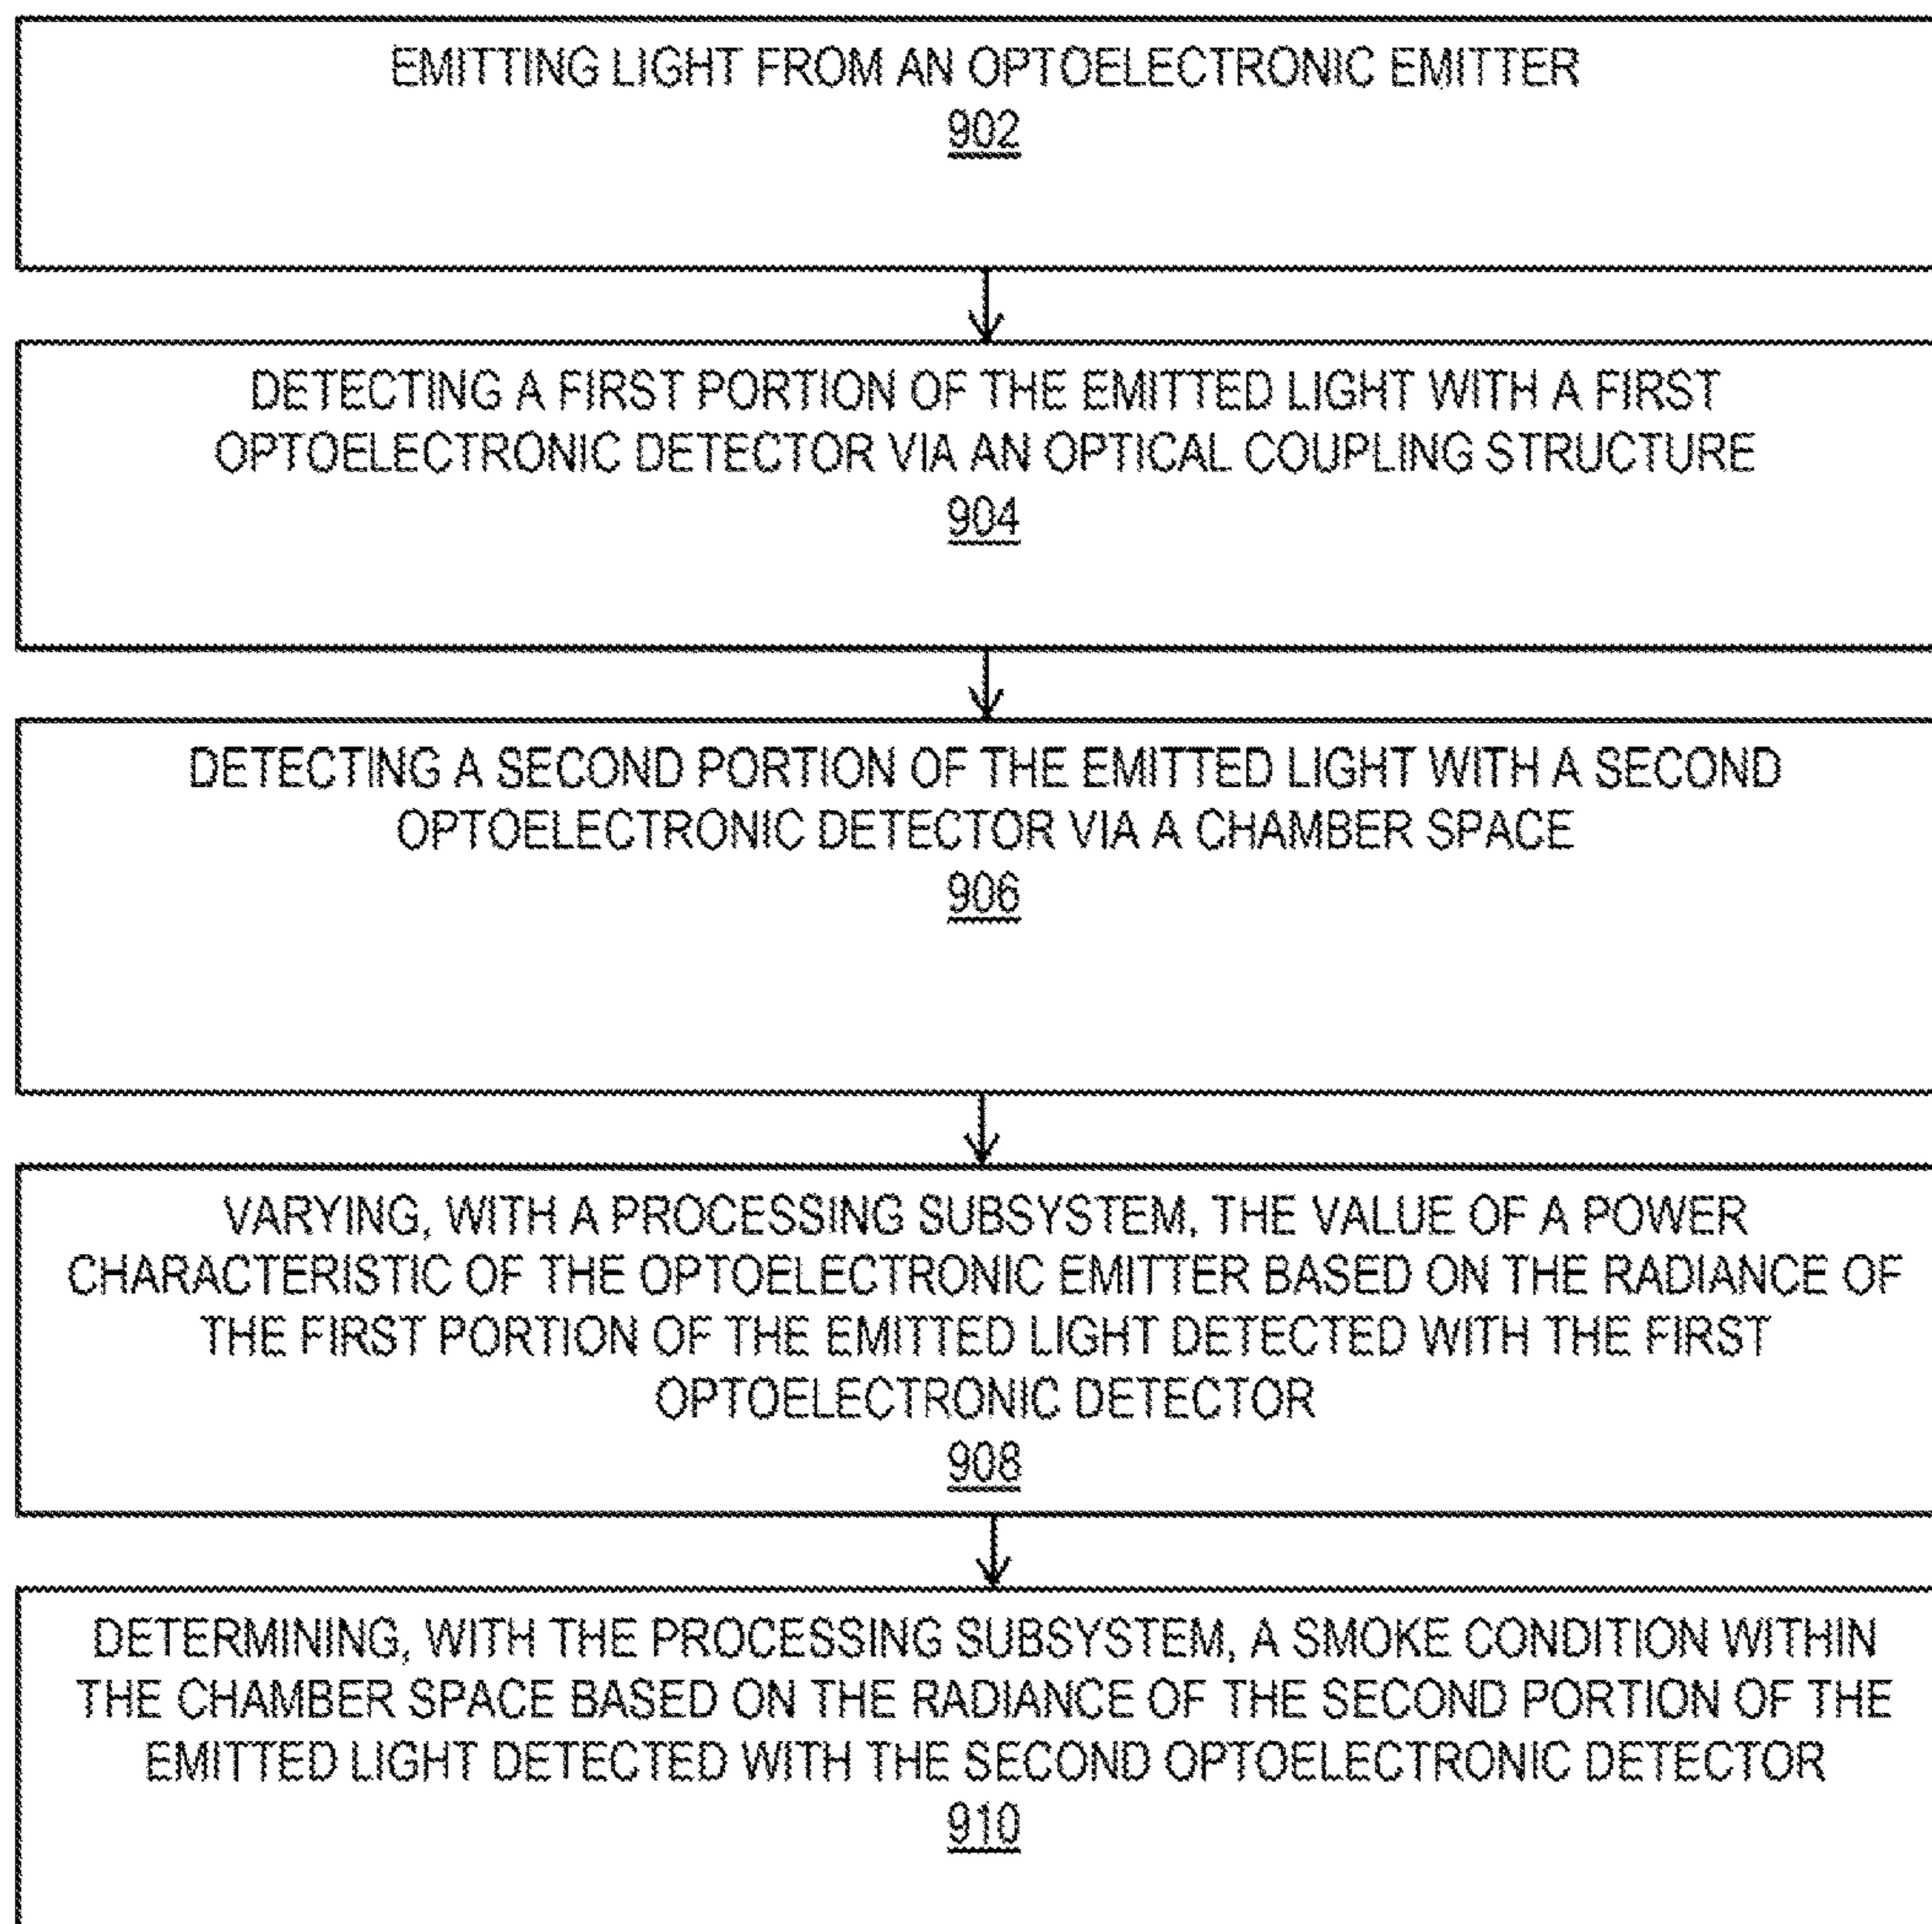 EMITTING LIGHT FROM AN OPTOELECTRONIC EMITTER
902
DETECTING A FIRST PORTION OF THE EMITTED LIGHT WITH A FIRST
OPTOELECTRONIC DETECTOR VIA AN OPTICAL COUPLING STRUCTURE
904
DETECTING A SECOND PORTION OF THE EMITTED LIGHT WITH A SECOND
OPTOELECTRONIC DETECTOR VIA A CHAMBER SPACE
906
VARYING, WITH A PROCESSING SUBSYSTEM, THE VALUE OF A POWER
CHARACTERISTIC OF THE OPTOELECTRONIC EMITTER BASED ON THE RADIANCE OF
THE FIRST PORTION OF THE EMITTED LIGHT DETECTED WITH THE FIRST
OPTOELECTRONIC DETECTOR
908
DETERMINING, WITH THE PROCESSING SUBSYSTEM, A SMOKE CONDITION WITHIN
THE CHAMBER SPACE BASED ON THE RADIANCE OF THE SECOND PORTION OF THE
EMITTED LIGHT DETECTED WITH THE SECOND OPTOELECTRONIC DETECTOR
910